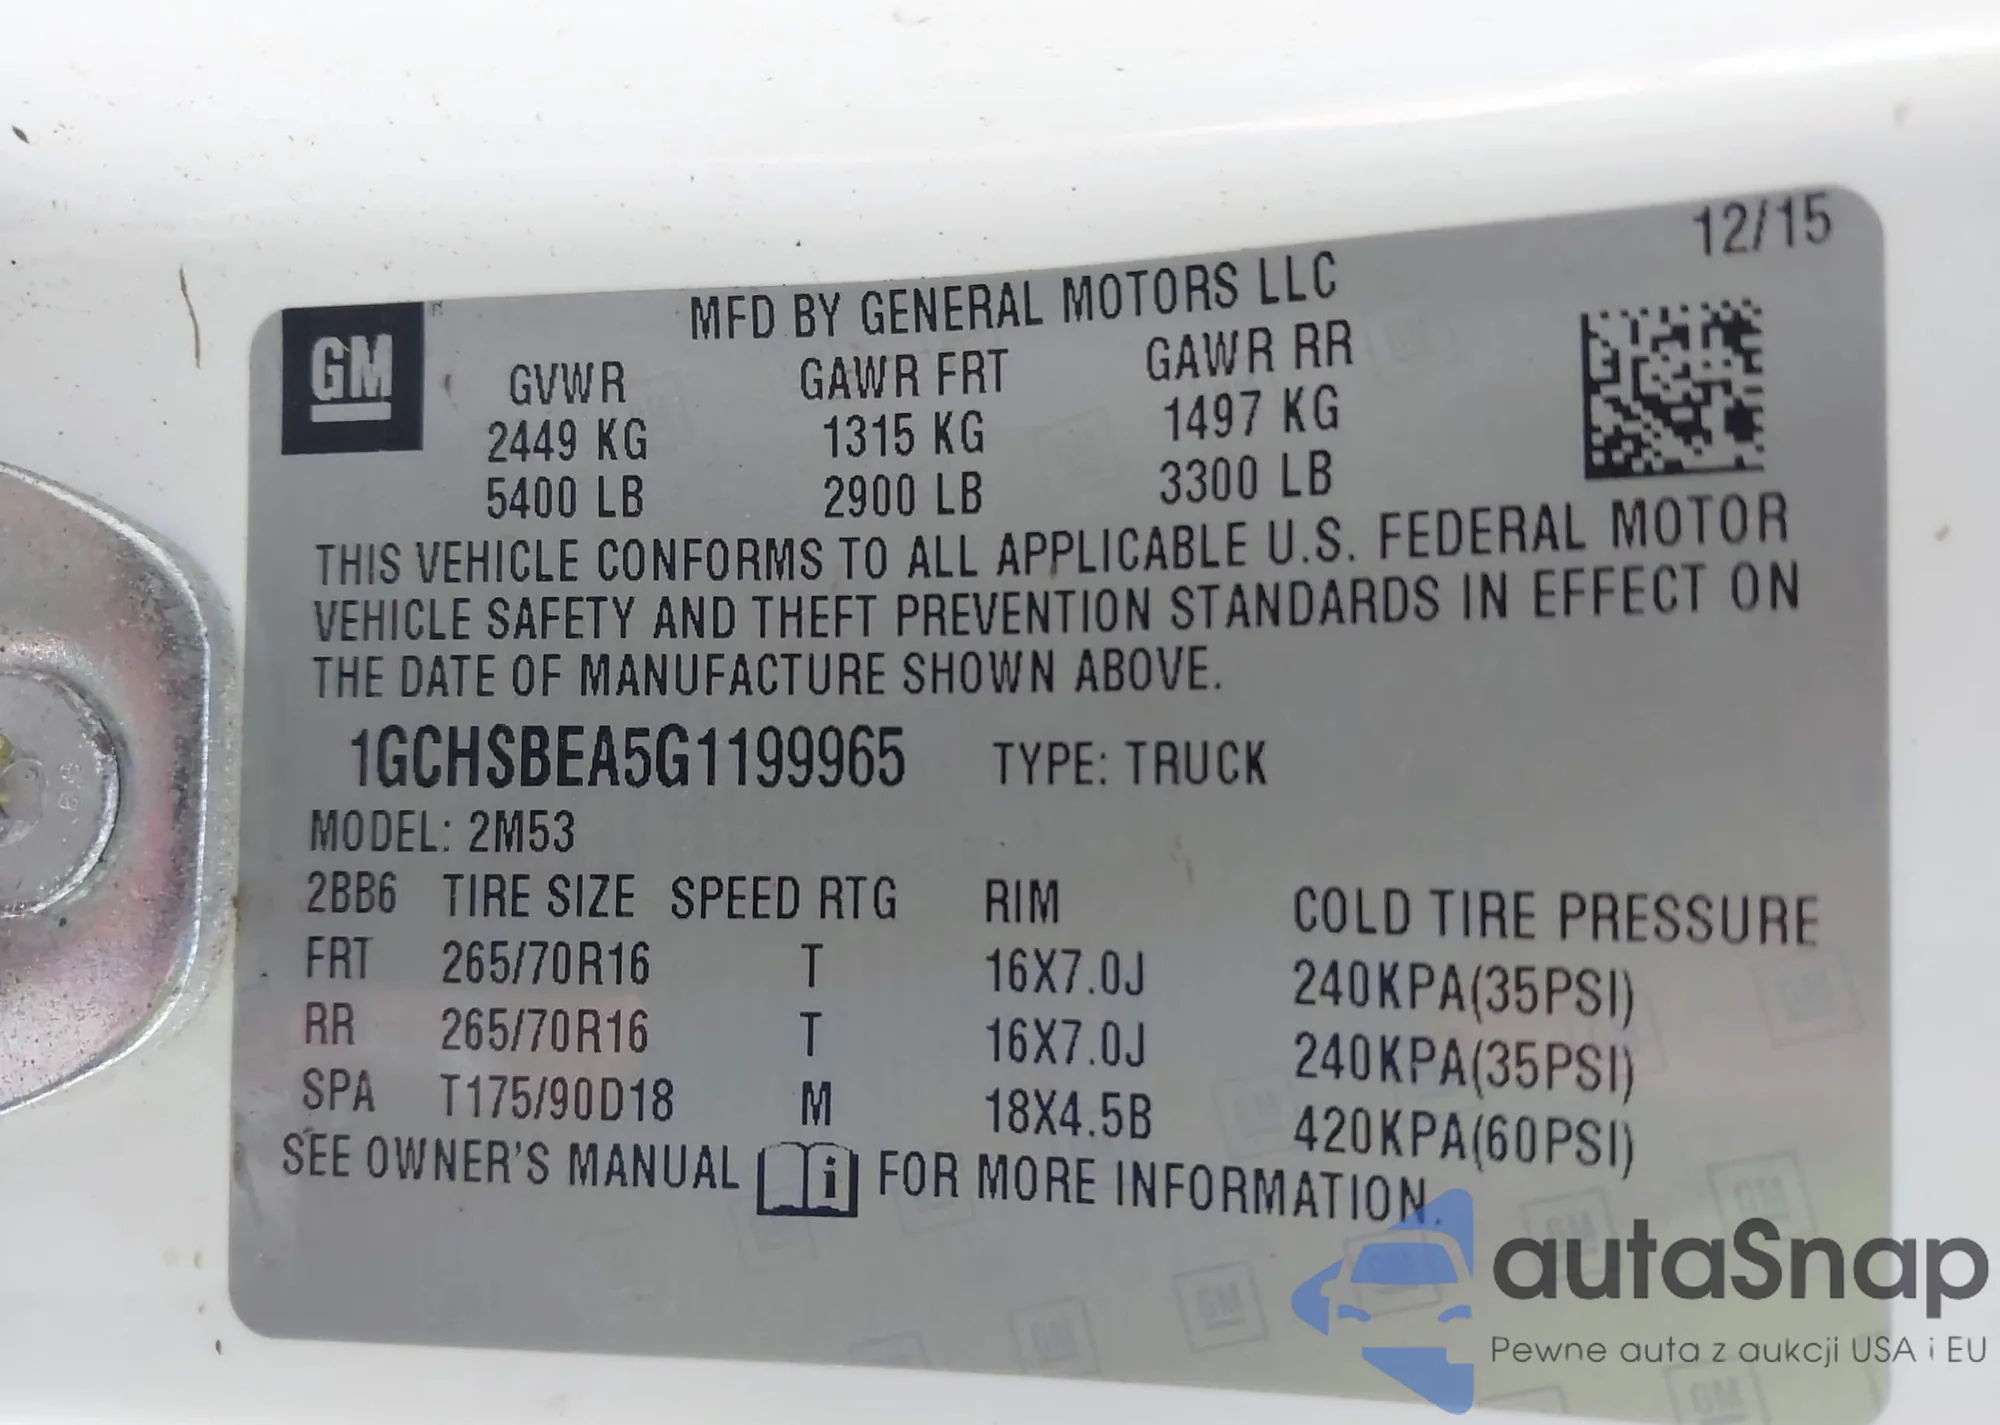 12/15
GM
MFD BY GENERAL MOTORS LLC
GVWR GAWR FRT GAWR RR
2449 KG 1315 KG 1497 KG
5400 LB 2900 LB 3300 LB
THIS VEHICLE CONFORMS TO ALL APPLICABLE U.S. FEDERAL MOTOR
VEHICLE SAFETY AND THEFT PREVENTION STANDARDS IN EFFECT ON
THE DATE OF MANUFACTURE SHOWN ABOVE.
1GCHSBEA5G1199965 TYPE: TRUCK
MODEL: 2M53
2BB6 TIRE SIZE SPEED RTG RIM COLD TIRE PRESSURE
FRT 265/70R16 T 16X7.0J 240KPA(35PSI)
RR 265/70R16 T 16X7.0J 240KPA(35PSI)
SPA T175/90D18 M 18X4.5B 420KPA(60PSI)
SEE OWNER'S MANUAL i FOR MORE INFORMATION.
autaSnap
Pewne auta z aukcji USA i EU